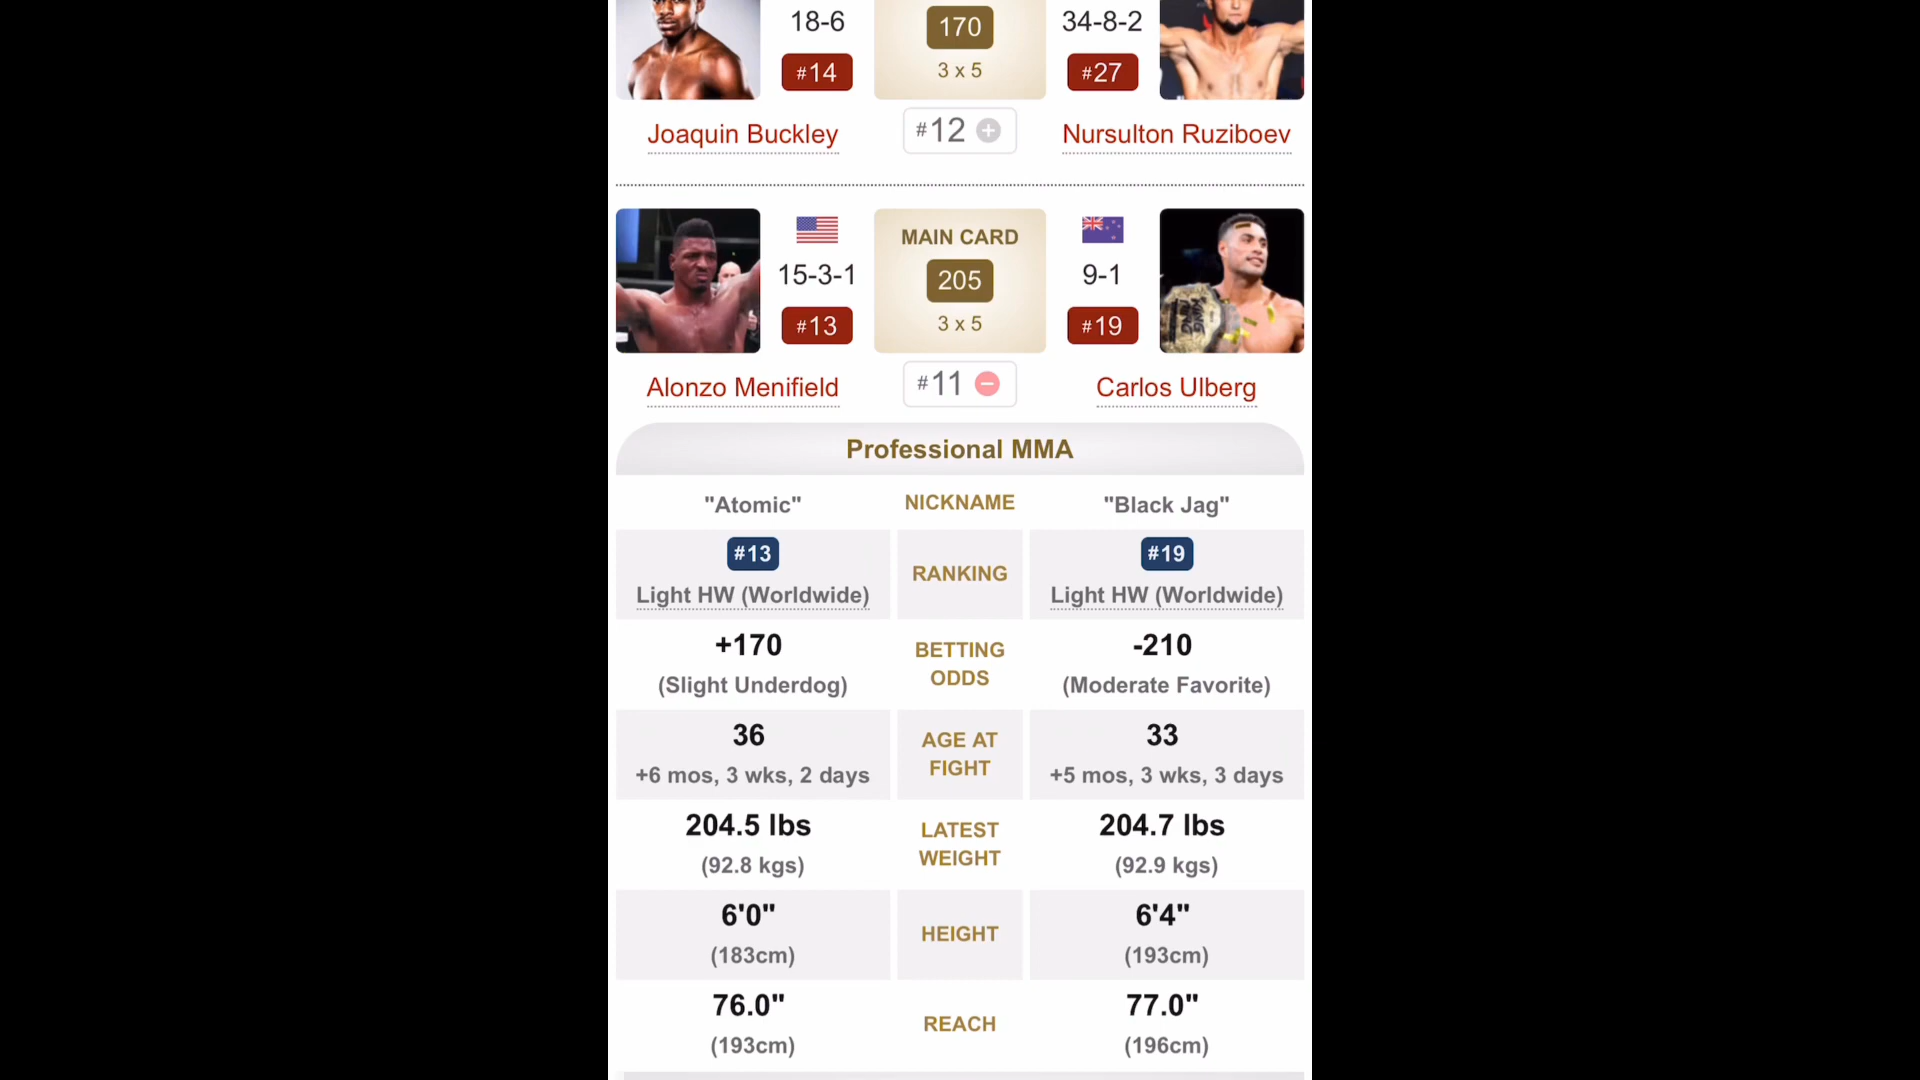 18-6
170
34-8-2
#14
3 x 5
#27
Joaquin Buckley
#12
Nursulton Ruziboev
MAIN CARD
15-3-1
205
9-1
#13
3 x 5
#19
Alonzo Menifield
#11
Carlos Ulberg
Professional MMA
"Atomic"
NICKNAME
"Black Jag"
#13
Light HW (Worldwide)
RANKING
#19
Light HW (Worldwide)
+170
(Slight Underdog)
BETTING
ODDS
-210
(Moderate Favorite)
36
+6 mos, 3 wks, 2 days
AGE AT
FIGHT
33
+5 mos, 3 wks, 3 days
204.5 lbs
(92.8 kgs)
LATEST
WEIGHT
204.7 lbs
(92.9 kgs)
6'0"
(183cm)
HEIGHT
6'4"
(193cm)
76.0"
(193cm)
REACH
77.0"
(196cm)